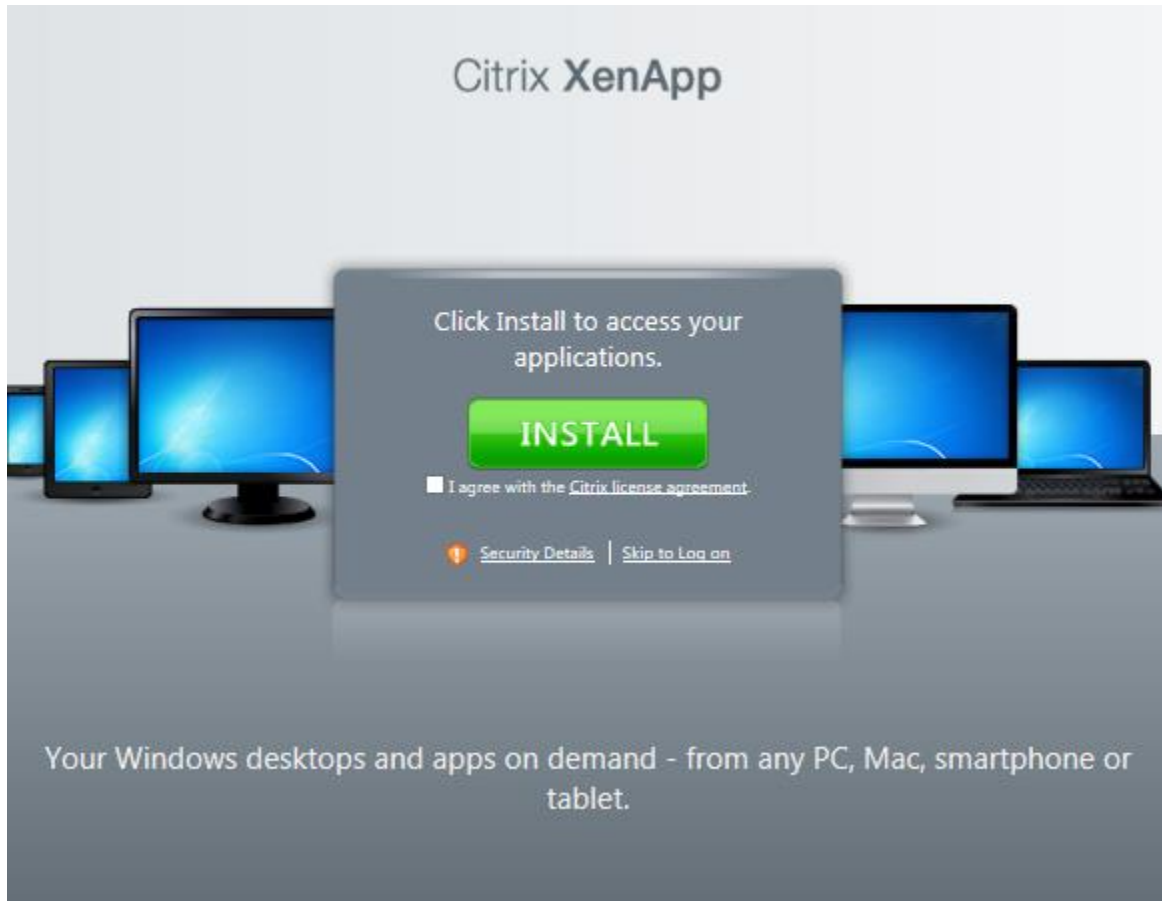 Citrix XenApp
Click Install to access your
applications.
INSTALL
I agree with the Citrix license agreement.
Security Details | Skip to Log on
Your Windows desktops and apps on demand - from any PC, Mac, smartphone or
tablet.